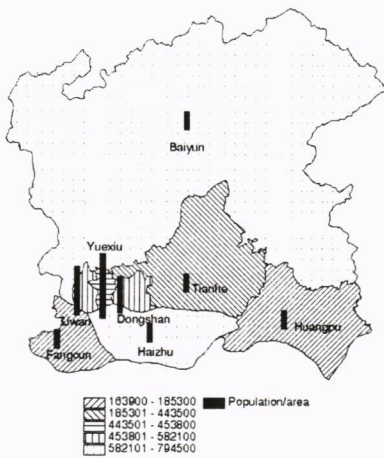 Baiyun
Yuexiu
Tianhe
Liwan
Dongshan
Huangpu
Fangcun
Haizhu
163900 - 185300
Population/area
185301 - 443500
443501 - 453800
453801 - 582100
582101 - 794500